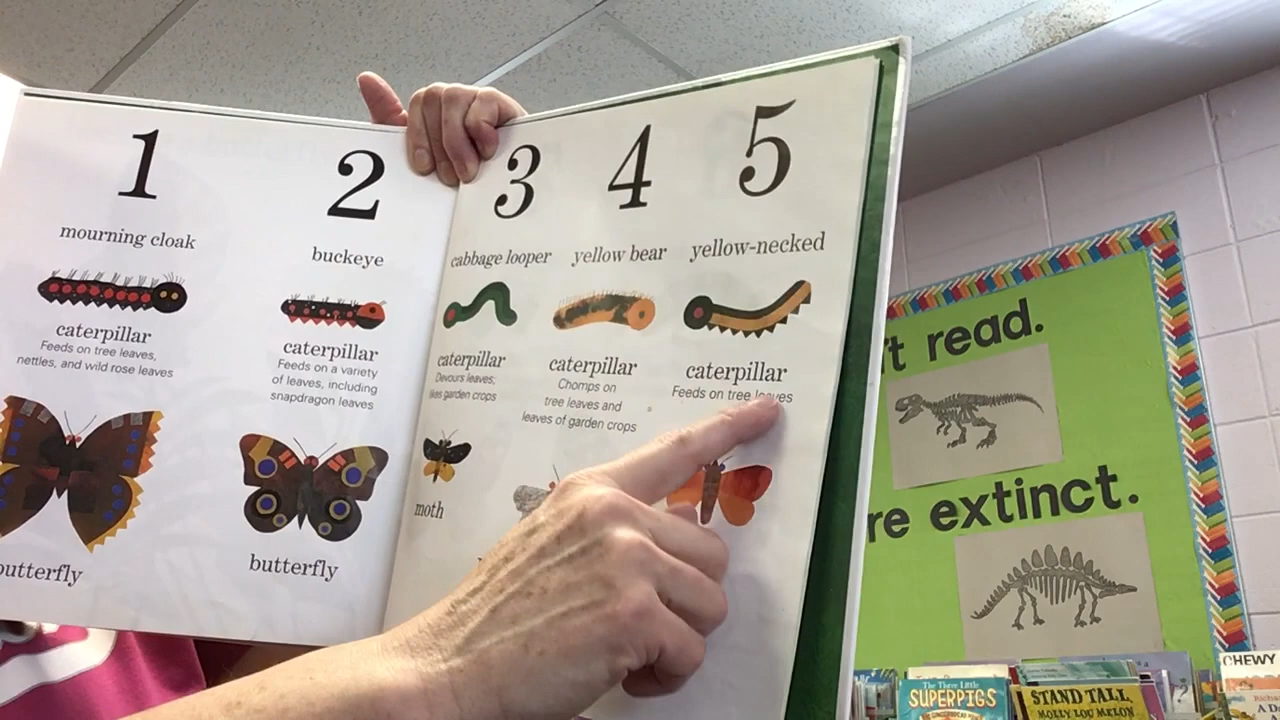 1
mourning cloak
caterpillar
Feeds on tree leaves,
nettles, and wild rose leaves
butterfly
2
buckeye
caterpillar
Feeds on a variety
of leaves, including
snapdragon leaves
butterfly
3
cabbage looper
caterpillar
Devours leaves;
likes garden crops
moth
4
yellow bear
caterpillar
Chomps on
tree leaves and
leaves of garden crops
5
yellow-necked
caterpillar
Feeds on tree leaves
't read.
re extinct.
The Three Little
SUPERPIGS
STAND TALL,
MOLLY LOU MELON
CHEWY